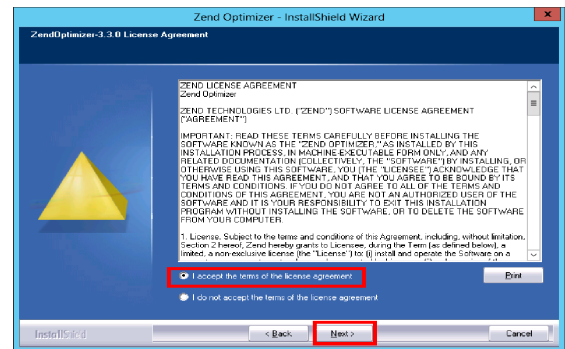 Zend Optimizer - InstallShield Wizard
ZendOptimizer-3.3.0 License Agreement
ZEND LICENSE AGREEMENT
Zend Optimizer
ZEND TECHNOLOGIES LTD. ("ZEND") SOFTWARE LICENSE AGREEMENT
("AGREEMENT")
IMPORTANT: READ THESE TERMS CAREFULLY BEFORE INSTALLING THE
SOFTWARE KNOWN AS THE "ZEND OPTIMIZER," AS INSTALLED BY THIS
INSTALLATION PROCESS, IN MACHINE-EXECUTABLE FORM ONLY, AND ANY
RELATED DOCUMENTATION (COLLECTIVELY, THE "SOFTWARE") BY INSTALLING, OR
OTHERWISE USING THIS SOFTWARE, YOU (THE "LICENSEE") ACKNOWLEDGE THAT
YOU HAVE READ THIS AGREEMENT, AND THAT YOU AGREE TO BE BOUND BY ITS
TERMS AND CONDITIONS. IF YOU DO NOT AGREE TO ALL OF THE TERMS AND
CONDITIONS OF THIS AGREEMENT, YOU ARE NOT AN AUTHORIZED USER OF THE
SOFTWARE AND IT IS YOUR RESPONSIBILITY TO EXIT THIS INSTALLATION
PROGRAM WITHOUT INSTALLING THE SOFTWARE, OR TO DELETE THE SOFTWARE
FROM YOUR COMPUTER.
1. License. Subject to the terms and conditions of this Agreement, including, without limitation,
Section 2 hereof, Zend hereby grants to Licensee, during the Term (as defined below), a
limited, a non-exclusive license (the "License") to: (i) install and operate the Software on a
I accept the terms of the license agreement
Print
I do not accept the terms of the license agreement
InstallShield
< Back
Next >
Cancel